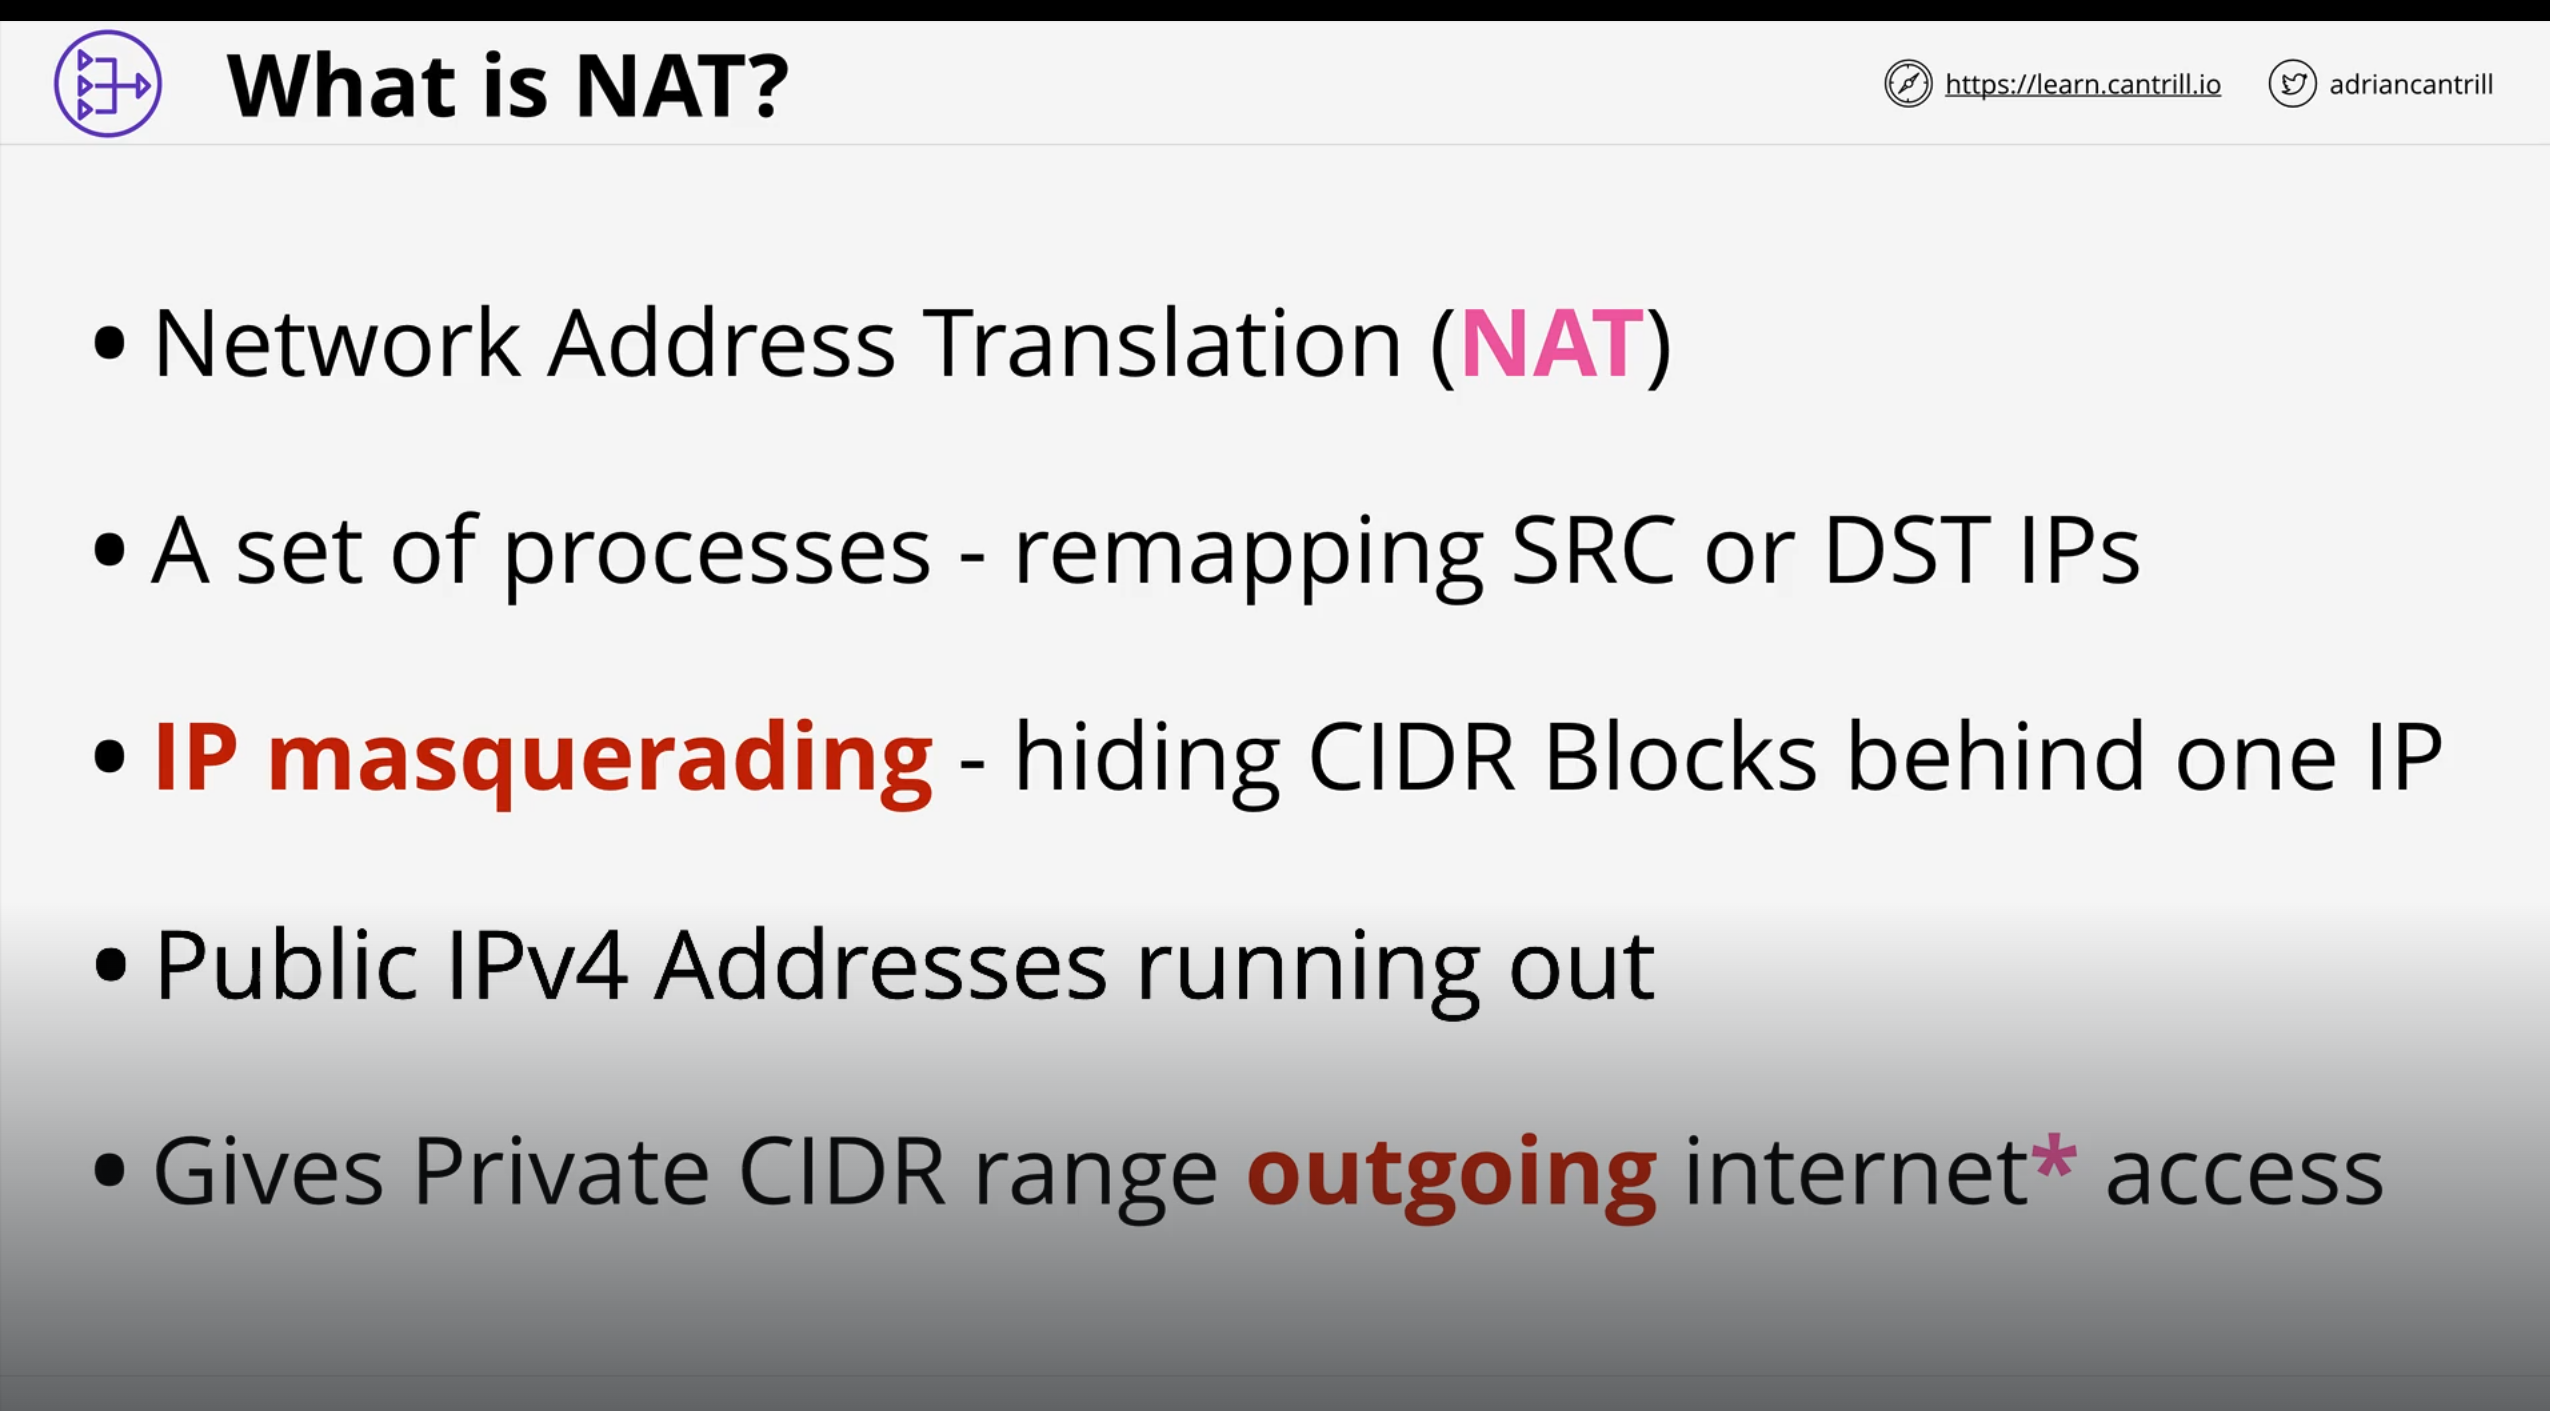 What is NAT?
https://learn.cantrill.io
adriancantrill
• Network Address Translation (NAT)
• A set of processes - remapping SRC or DST IPs
• IP masquerading - hiding CIDR Blocks behind one IP
• Public IPv4 Addresses running out
• Gives Private CIDR range outgoing internet* access